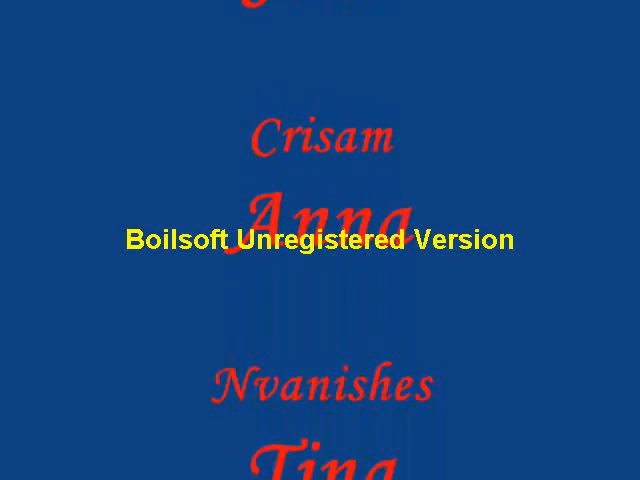 Crisam
Anna
Boilsoft Unregistered Version
Nvanishes
Tina